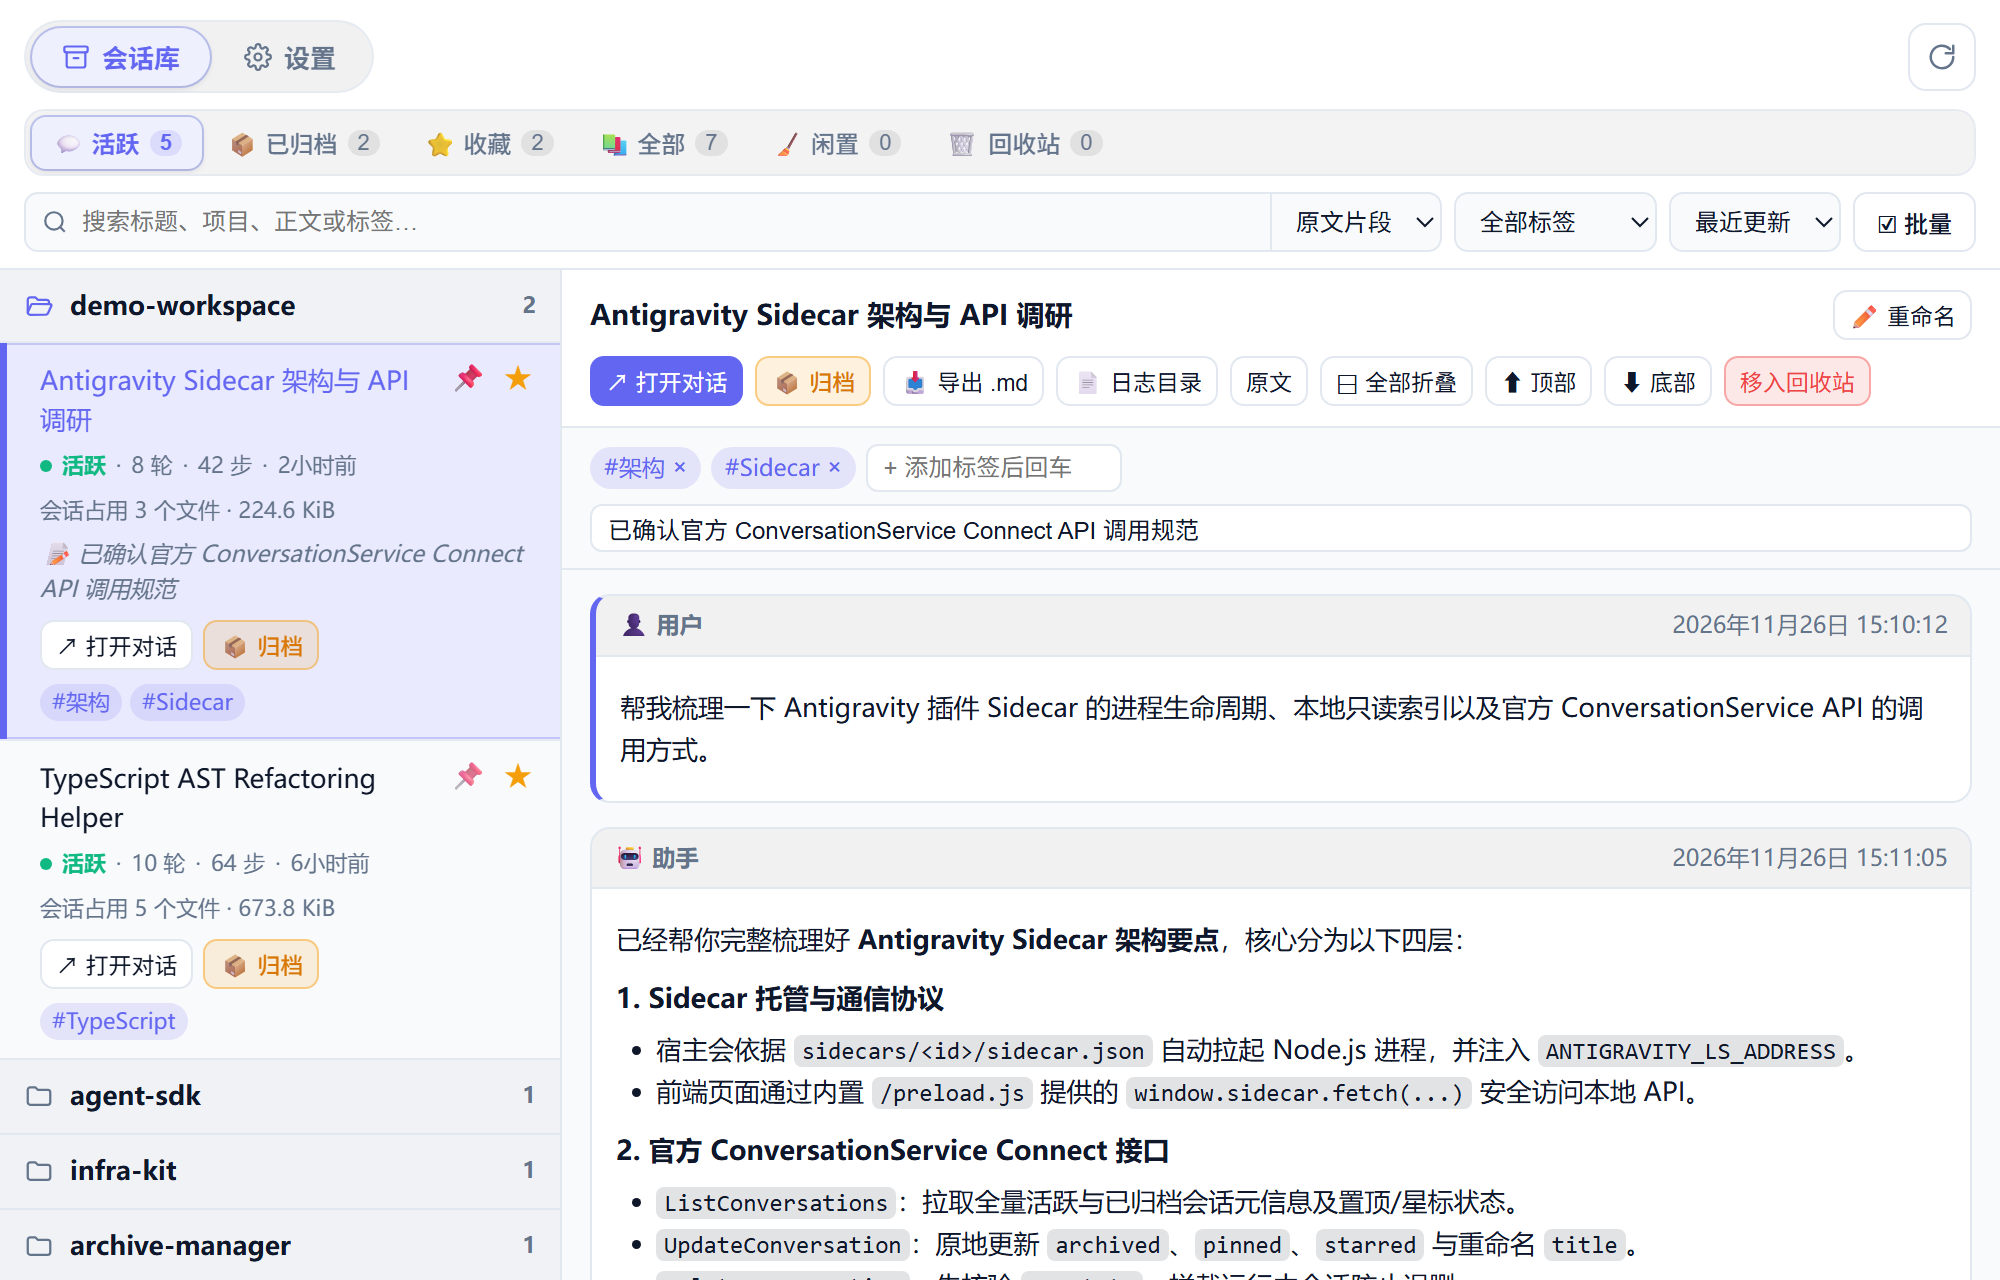 会话库
设置
活跃 5
已归档 2
收藏 2
全部 7
闲置 0
回收站 0
搜索标题、项目、正文或标签…
原文片段
全部标签
最近更新
☑ 批量
demo-workspace 2
Antigravity Sidecar 架构与 API
调研
活跃 · 8 轮 · 42 步 · 2小时前
会话占用 3 个文件 · 224.6 KiB
已确认官方 ConversationService Connect
API 调用规范
↗ 打开对话
归档
#架构 #Sidecar
TypeScript AST Refactoring
Helper
活跃 · 10 轮 · 64 步 · 6小时前
会话占用 5 个文件 · 673.8 KiB
↗ 打开对话
归档
#TypeScript
agent-sdk 1
infra-kit 1
archive-manager 1
Antigravity Sidecar 架构与 API 调研
重命名
↗ 打开对话
归档
导出 .md
日志目录
原文
全部折叠
⬆ 顶部
⬇ 底部
移入回收站
#架构 ×
#Sidecar ×
+ 添加标签后回车
已确认官方 ConversationService Connect API 调用规范
用户 2026年11月26日 15:10:12
帮我梳理一下 Antigravity 插件 Sidecar 的进程生命周期、本地只读索引以及官方 ConversationService API 的调
用方式。
助手 2026年11月26日 15:11:05
已经帮你完整梳理好 Antigravity Sidecar 架构要点，核心分为以下四层：
1. Sidecar 托管与通信协议
• 宿主会依据 sidecars/<id>/sidecar.json 自动拉起 Node.js 进程，并注入 ANTIGRAVITY_LS_ADDRESS 。
• 前端页面通过内置 /preload.js 提供的 window.sidecar.fetch(...) 安全访问本地 API。
2. 官方 ConversationService Connect 接口
• ListConversations ：拉取全量活跃与已归档会话元信息及置顶/星标状态。
• UpdateConversation ：原地更新 archived 、 pinned 、 starred 与重命名 title 。